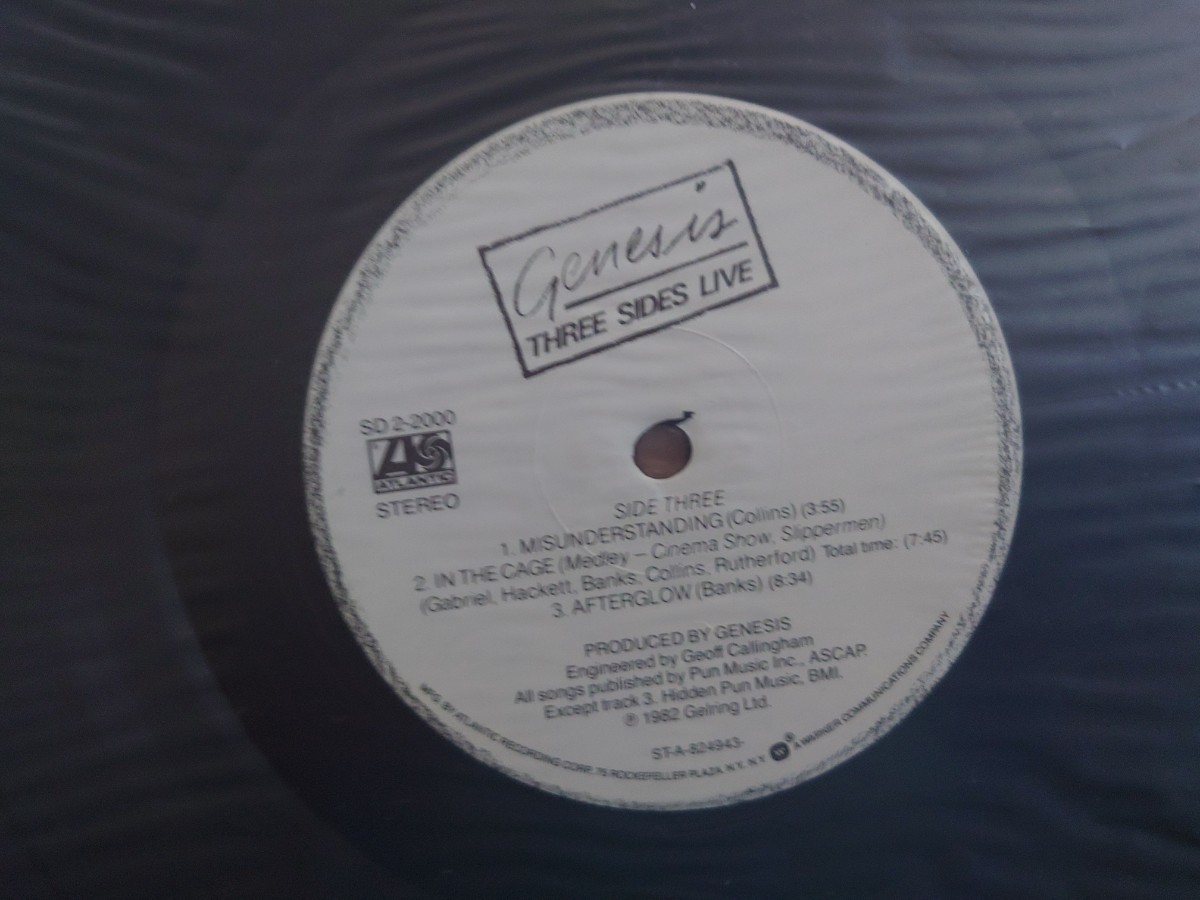 Genesis
THREE SIDES LIVE
SD 2-2000
ATLANTIC
STEREO
SIDE THREE
1. MISUNDERSTANDING (Collins) (3:55)
2. IN THE CAGE (Medley – Cinema Show, Slippermen)
(Gabriel, Hackett, Banks, Collins, Rutherford) Total time: (7:45)
3. AFTERGLOW (Banks) (8:34)
PRODUCED BY GENESIS
Engineered by Geoff Callingham
All songs published by Pun Music Inc., ASCAP.
Except track 3. Hidden Pun Music, BMI.
℗ 1982 Gelring Ltd.
ST-A-824943-
MFG. BY ATLANTIC RECORDING CORP. 75 ROCKEFELLER PLAZA, N.Y., N.Y. W ® A WARNER COMMUNICATIONS COMPANY